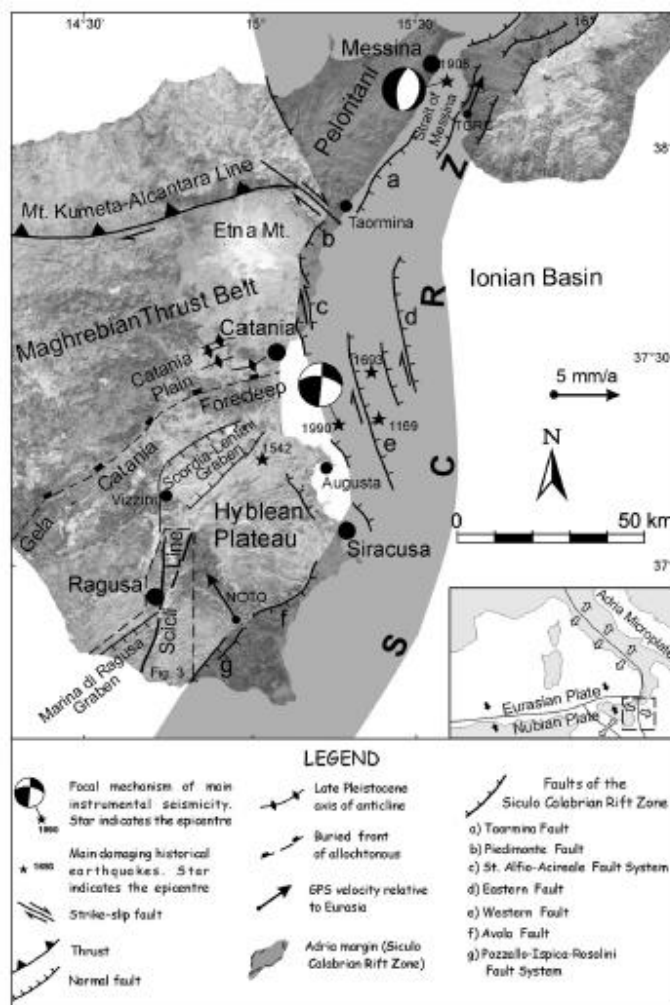 14°30'
15°
15°30'
16°
Messina
1908
Peloritani
Strait of
Messina
TGRC
38°
Z
a
Mt. Kumeta-Alcantara Line
Taormina
Etna Mt.
b
Ionian Basin
R
c
d
Maghrebian Thrust Belt
Catania
Catania
Plain
1693
37°30'
5 mm/a
Foredeep
1990
1169
e
Catania
Scordia-Lentini
Graben
1542
N
C
Vizzini
Augusta
Gela
Hyblean
Plateau
0
50 km
Siracusa
Line
37°
Ragusa
NOTO
Scicli
f
S
Marina di Ragusa
Graben
Fig. 3
g
Adria Microplate
Eurasian Plate
Nubian Plate
LEGEND
Focal mechanism of main
instrumental seismicity.
Star indicates the epicentre
1990
Main damaging historical
earthquakes. Star
indicates the epicentre
Strike-slip fault
Thrust
Normal fault
Late Pleistocene
axis of anticline
Buried front
of allochtonous
GPS velocity relative
to Eurasia
Adria margin (Siculo
Calabrian Rift Zone)
Faults of the
Siculo Calabrian Rift Zone
a) Taormina Fault
b) Piedimonte Fault
c) St. Alfio-Acireale Fault System
d) Eastern Fault
e) Western Fault
f) Avola Fault
g) Pozzallo-Ispica-Rosolini
Fault System